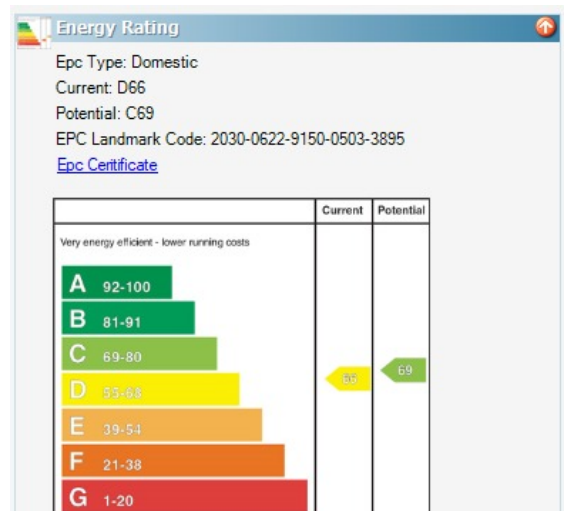 Energy Rating
Epc Type: Domestic
Current: D66
Potential: C69
EPC Landmark Code: 2030-0622-9150-0503-3895
Epc Certificate
Current Potential
Very energy efficient - lower running costs
A 92-100
B 81-91
C 69-80
D 55-68
E 39-54
F 21-38
G 1-20
66
69